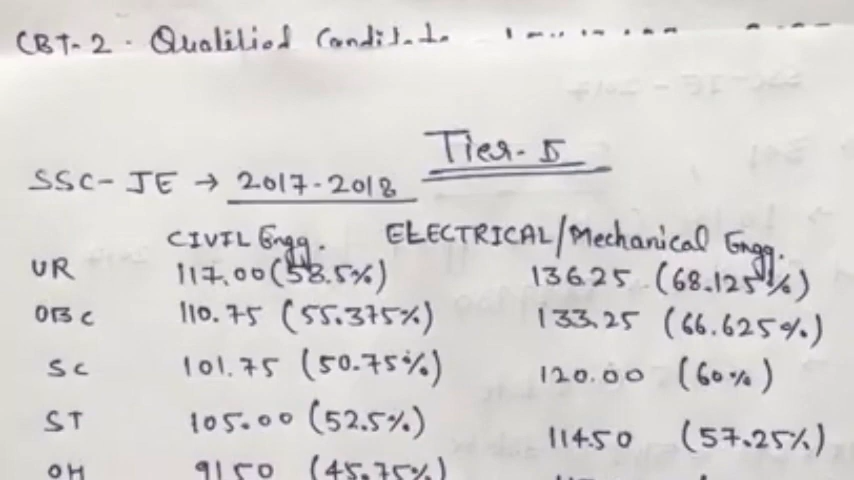 CBT-2. Qualified Candidate
Tier-I
SSC-JE → 2017-2018
CIVIL Engg. ELECTRICAL/Mechanical Engg.
UR 117.00 (58.5%) 136.25 (68.125%)
OBC 110.75 (55.375%) 133.25 (66.625%)
SC 101.75 (50.75%) 120.00 (60%)
ST 105.00 (52.5%) 114.50 (57.25%)
OH 91.50 (45.75%)